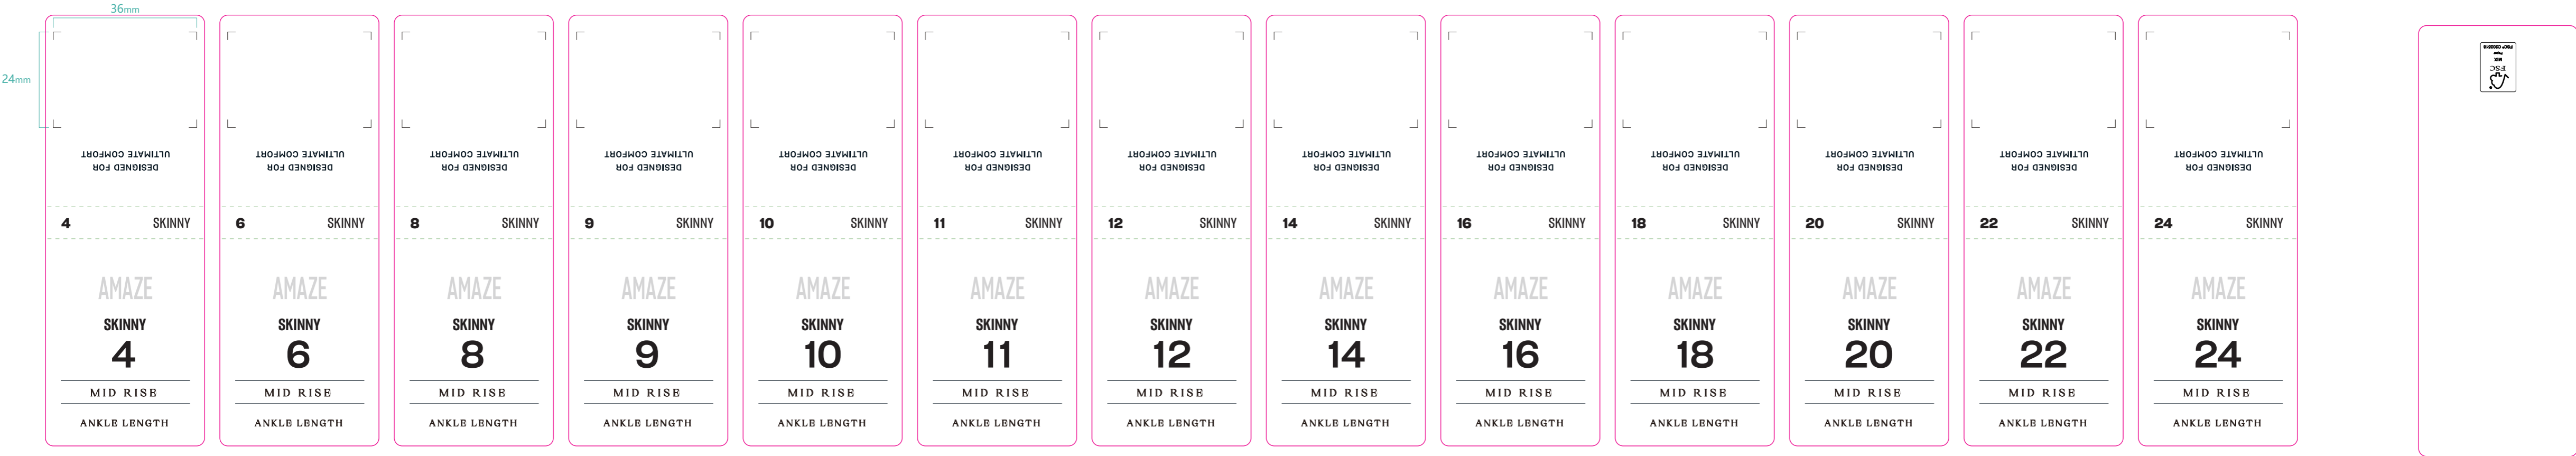 36mm
24mm
DESIGNED FOR
ULTIMATE COMFORT
4 SKINNY
AMAZE
SKINNY
4
MID RISE
ANKLE LENGTH
DESIGNED FOR
ULTIMATE COMFORT
6 SKINNY
AMAZE
SKINNY
6
MID RISE
ANKLE LENGTH
DESIGNED FOR
ULTIMATE COMFORT
8 SKINNY
AMAZE
SKINNY
8
MID RISE
ANKLE LENGTH
DESIGNED FOR
ULTIMATE COMFORT
9 SKINNY
AMAZE
SKINNY
9
MID RISE
ANKLE LENGTH
DESIGNED FOR
ULTIMATE COMFORT
10 SKINNY
AMAZE
SKINNY
10
MID RISE
ANKLE LENGTH
DESIGNED FOR
ULTIMATE COMFORT
11 SKINNY
AMAZE
SKINNY
11
MID RISE
ANKLE LENGTH
DESIGNED FOR
ULTIMATE COMFORT
12 SKINNY
AMAZE
SKINNY
12
MID RISE
ANKLE LENGTH
DESIGNED FOR
ULTIMATE COMFORT
14 SKINNY
AMAZE
SKINNY
14
MID RISE
ANKLE LENGTH
DESIGNED FOR
ULTIMATE COMFORT
16 SKINNY
AMAZE
SKINNY
16
MID RISE
ANKLE LENGTH
DESIGNED FOR
ULTIMATE COMFORT
18 SKINNY
AMAZE
SKINNY
18
MID RISE
ANKLE LENGTH
DESIGNED FOR
ULTIMATE COMFORT
20 SKINNY
AMAZE
SKINNY
20
MID RISE
ANKLE LENGTH
DESIGNED FOR
ULTIMATE COMFORT
22 SKINNY
AMAZE
SKINNY
22
MID RISE
ANKLE LENGTH
DESIGNED FOR
ULTIMATE COMFORT
24 SKINNY
AMAZE
SKINNY
24
MID RISE
ANKLE LENGTH
FSC
MIX
Paper